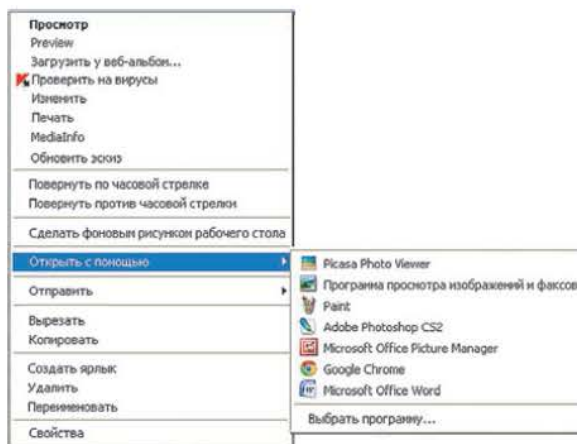 Просмотр
Preview
Загрузить у веб-альбом...
Проверить на вирусы
Изменить
Печать
MediaInfo
Обновить эскиз
Повернуть по часовой стрелке
Повернуть против часовой стрелки
Сделать фоновым рисунком рабочего стола
Открыть с помощью
Отправить
Вырезать
Копировать
Создать ярлык
Удалить
Переименовать
Свойства
Picasa Photo Viewer
Программа просмотра изображений и факсов
Paint
Adobe Photoshop CS2
Microsoft Office Picture Manager
Google Chrome
Microsoft Office Word
Выбрать программу...